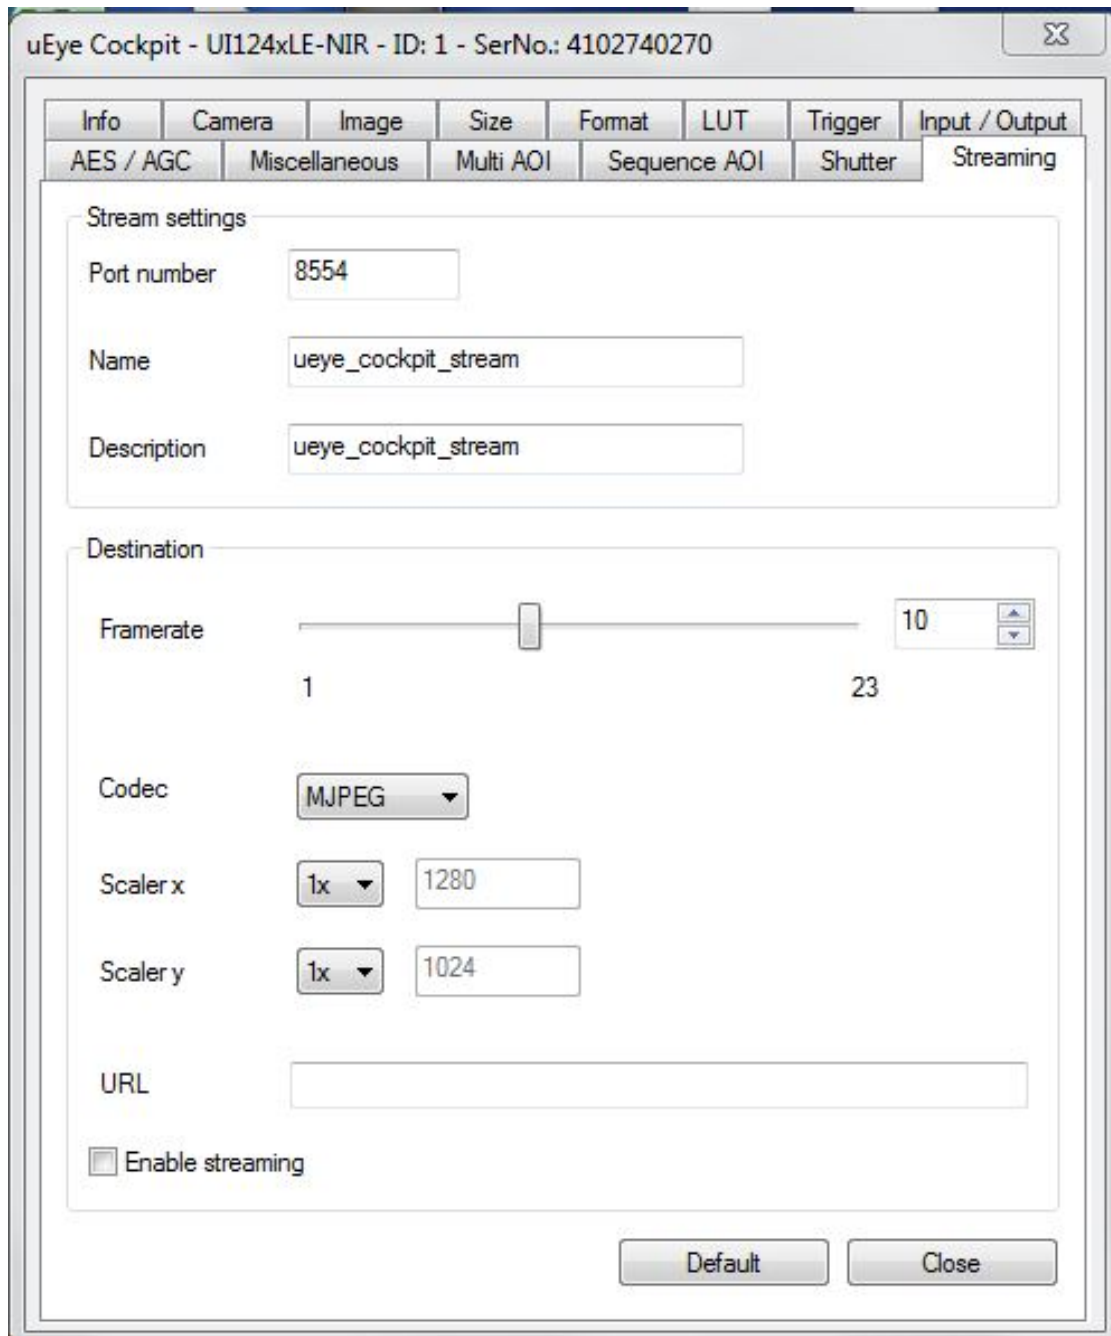 uEye Cockpit - UI124xLE-NIR - ID: 1 - SerNo.: 4102740270
Info Camera Image Size Format LUT Trigger Input / Output
AES / AGC Miscellaneous Multi AOI Sequence AOI Shutter Streaming
Stream settings
Port number 8554
Name ueye_cockpit_stream
Description ueye_cockpit_stream
Destination
Framerate 10
1 23
Codec MJPEG
Scaler x 1x 1280
Scaler y 1x 1024
URL
Enable streaming
Default Close